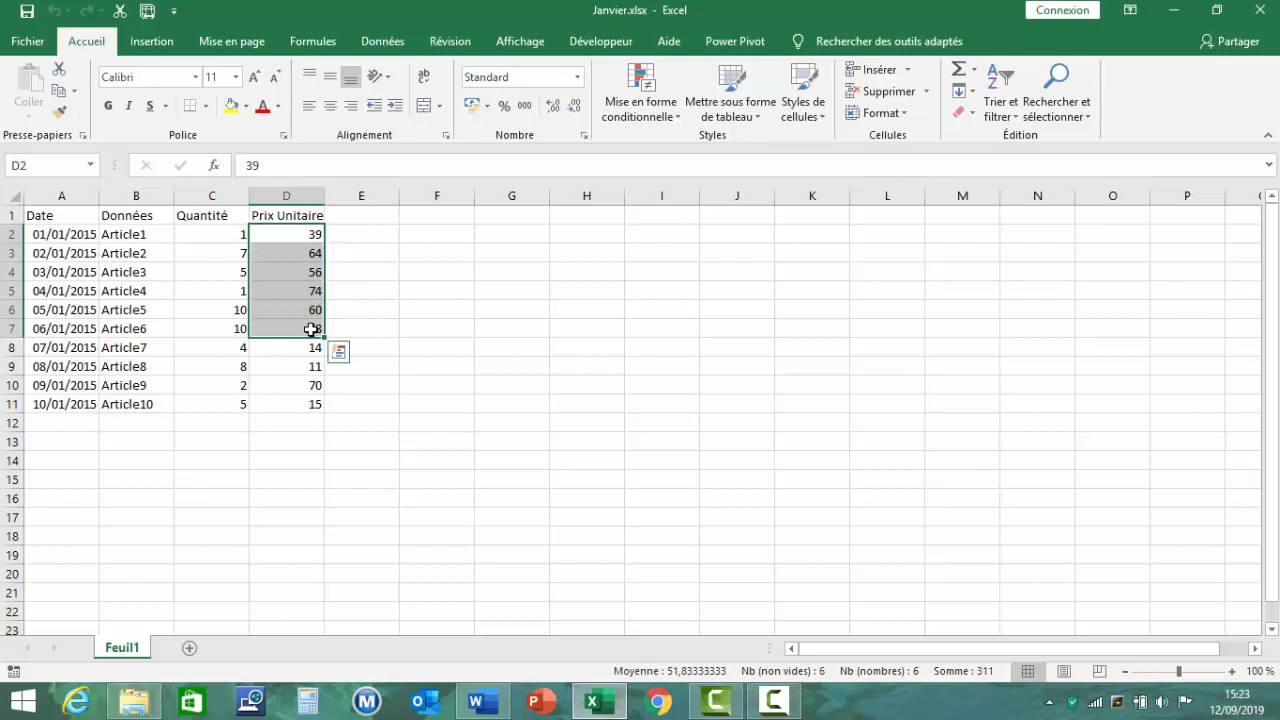 Janvier.xlsx - Excel
Connexion
Fichier Accueil Insertion Mise en page Formules Données Révision Affichage Développeur Aide Power Pivot Rechercher des outils adaptés Partager
Coller
Calibri 11
G I S
Standard
% 000
Mise en forme conditionnelle
Mettre sous forme de tableau
Styles de cellules
Insérer
Supprimer
Format
Trier et filtrer
Rechercher et sélectionner
Presse-papiers Police Alignement Nombre Styles Cellules Édition
D2 fx 39
A B C D E F G H I J K L M N O P
1 Date Données Quantité Prix Unitaire
2 01/01/2015 Article1 1 39
3 02/01/2015 Article2 7 64
4 03/01/2015 Article3 5 56
5 04/01/2015 Article4 1 74
6 05/01/2015 Article5 10 60
7 06/01/2015 Article6 10
8 07/01/2015 Article7 4 14
9 08/01/2015 Article8 8 11
10 09/01/2015 Article9 2 70
11 10/01/2015 Article10 5 15
12
13
14
15
16
17
18
19
20
21
22
23
Feuil1
Moyenne : 51,83333333 Nb (non vides) : 6 Nb (nombres) : 6 Somme : 311 100 %
15:23
12/09/2019